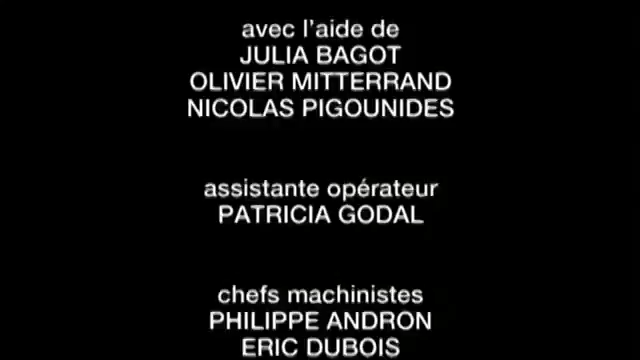 avec l'aide de
JULIA BAGOT
OLIVIER MITTERRAND
NICOLAS PIGOUNIDES
assistante opérateur
PATRICIA GODAL
chefs machinistes
PHILIPPE ANDRON
ERIC DUBOIS